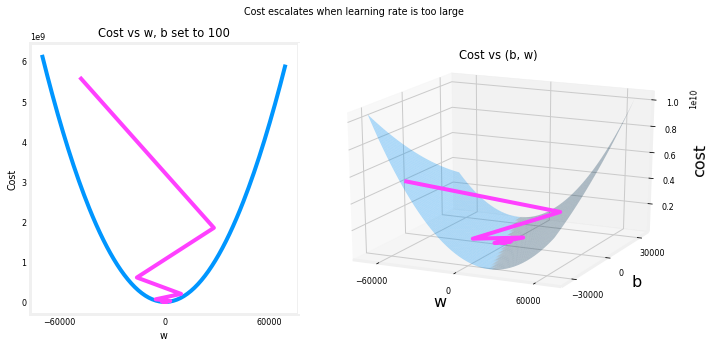 Cost escalates when learning rate is too large
Cost vs w, b set to 100
1e9
6
5
4
3
2
1
0
Cost
−60000 0 60000
w
Cost vs (b, w)
1e10
1.0
0.8
0.6
0.4
0.2
cost
−60000 0 60000
w
30000
0
−30000
b